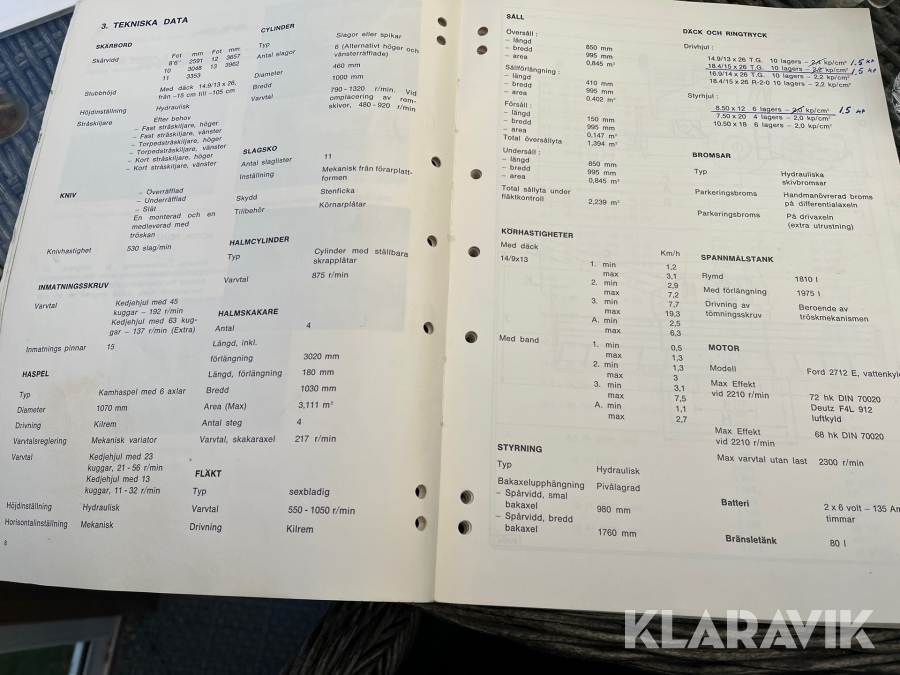 3. TEKNISKA DATA
SKÄRBORD
Skärvidd
Fot mm Fot mm
8'6" 2591 12 3657
10 3048 13 3962
11 3353
Stubbhöjd Med däck 14.9/13 x 26,
från –15 cm till –105 cm
Höjdinställning Hydraulisk
Stråskiljare Efter behov
– Fast stråskiljare, höger
– Fast stråskiljare, vänster
– Torpedstråskiljare, höger
– Torpedstråskiljare, vänster
– Kort stråskiljare, höger
– Kort stråskiljare, vänster
KNIV
– Överräfflad
– Underräfflad
– Slät
En monterad och en
medleverad med
tröskan
Knivhastighet 530 slag/min
INMATNINGSSKRUV
Varvtal Kedjehjul med 45
kuggar – 192 r/min
Kedjehjul med 63 kug-
gar – 137 r/min (Extra)
Inmatnings pinnar 15
HASPEL
Typ Kamhaspel med 6 axlar
Diameter 1070 mm
Drivning Kilrem
Varvtalsreglering Mekanisk variator
Varvtal Kedjehjul med 23
kuggar, 21 - 56 r/min
Kedjehjul med 13
kuggar, 11 - 32 r/min
Höjdinställning Hydraulisk
Horisontalinställning Mekanisk
8
CYLINDER
Typ Slagor eller spikar
Antal slagor 6 (Alternativt höger och
vänsterräfflade)
Diameter 460 mm
Bredd 1000 mm
Varvtal 790 - 1320 r/min. Vid
omplacering av rem-
skivor, 480 - 920 r/min
SLAGSKO
Antal slaglister 11
Inställning Mekanisk från förarplatt-
formen
Skydd Stenficka
Tillbehör Körnarplåtar
HALMCYLINDER
Typ Cylinder med ställbara
skrapplåtar
Varvtal 875 r/min
HALMSKAKARE
Antal 4
Längd, inkl.
förlängning 3020 mm
Längd, förlängning 180 mm
Bredd 1030 mm
Area (Max) 3,111 m²
Antal steg 4
Varvtal, skakaraxel 217 r/min
FLÄKT
Typ sexbladig
Varvtal 550 - 1050 r/min
Drivning Kilrem
SÅLL
Översåll :
– längd 850 mm
– bredd 995 mm
– area 0,845 m²
Sållförlängning :
– längd 410 mm
– bredd 995 mm
– area 0.402 m²
Försåll :
– längd 150 mm
– bredd 995 mm
– area 0,147 m²
Total översållyta 1,394 m²
Undersåll :
– längd 850 mm
– bredd 995 mm
– area 0,845 m²
Total sållyta under
fläktkontroll 2,239 m²
KÖRHASTIGHETER
Med däck Km/h
14/9x13 1. min 1,2
max 3,1
2. min 2,9
max 7,2
3. min 7,7
max 19,3
A. min 2,5
max 6,3
Med band 1. min 0,5
max 1,3
2. min 1,3
max 3
3. min 3,1
max 7,5
A. min 1,1
max 2,7
STYRNING
Typ Hydraulisk
Bakaxelupphängning Pivålagrad
– Spårvidd, smal
bakaxel 980 mm
– Spårvidd, bredd
bakaxel 1760 mm
DÄCK OCH RINGTRYCK
Drivhjul :
14.9/13 x 26 T.G. 10 lagers – 2,4 kp/cm² 1.5 KP
18.4/15 x 26 T.G. 10 lagers – 2,2 kp/cm² 1.5 KP
16.9/14 x 26 T.G. 10 lagers – 2,2 kp/cm²
18.4/15 x 26 R-2-0 10 lagers – 2,2 kp/cm²
Styrhjul :
8.50 x 12 6 lagers – 2,0 kp/cm² 1.5 KP
7.50 x 20 4 lagers – 2,0 kp/cm²
10.50 x 18 6 lagers – 2,0 kp/cm²
BROMSAR
Typ Hydrauliska
skivbromsar
Parkeringsbroms Handmanövrerad broms
på differentialaxeln
Parkeringsbroms På drivaxeln
(extra utrustning)
SPANNMÅLSTANK
Rymd 1810 l
Med förlängning 1975 l
Drivning av
tömningsskruv Beroende av
tröskmekanismen
MOTOR
Modell Ford 2712 E, vattenkyle
Max Effekt
vid 2210 r/min 72 hk DIN 70020
Deutz F4L 912
luftkyld
Max Effekt
vid 2210 r/min 68 hk DIN 70020
Max varvtal utan last 2300 r/min
Batteri 2 x 6 volt – 135 Am
timmar
Bränsletänk 80 l
KLARAVIK